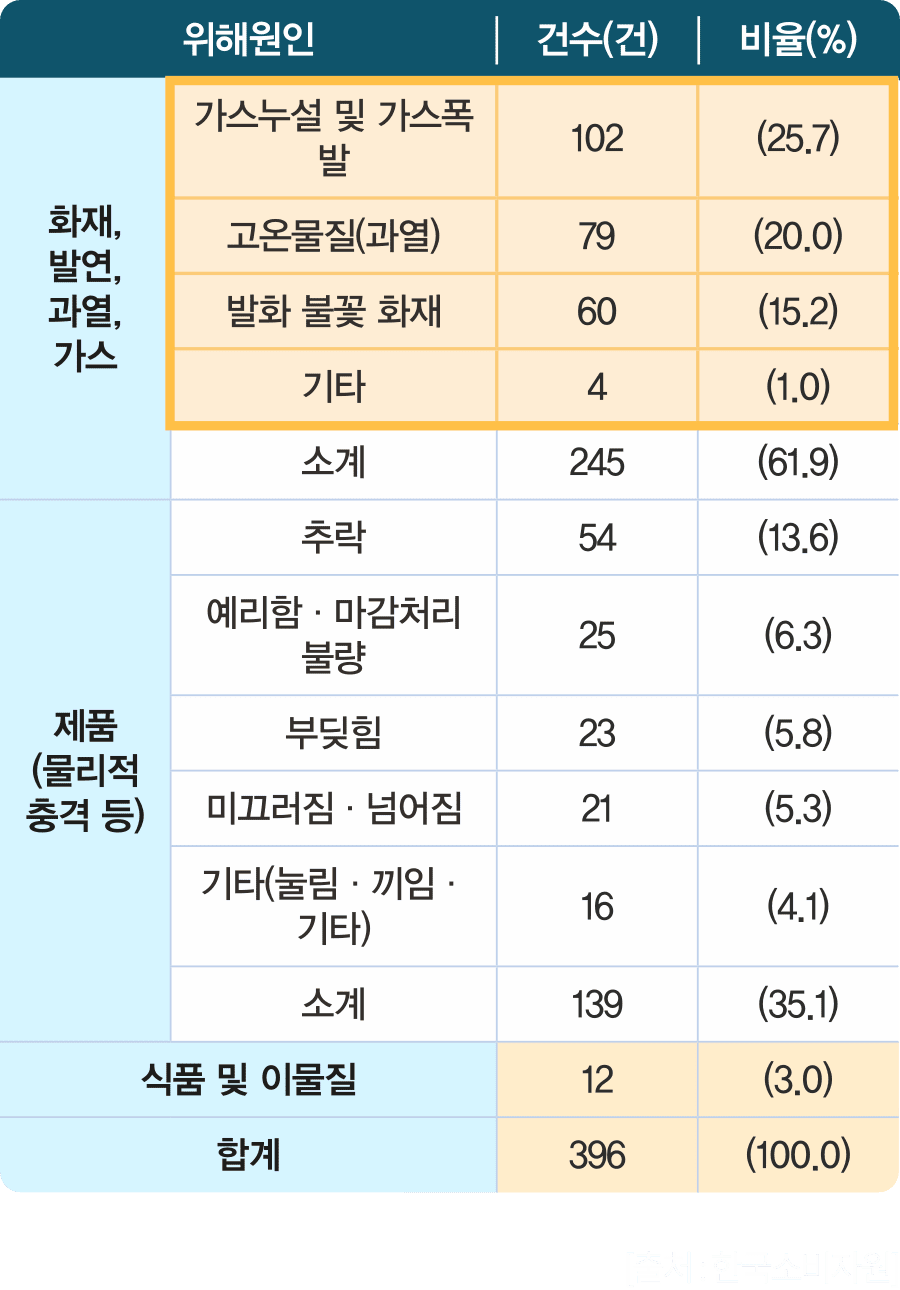 위해원인 건수(건) 비율(%)
화재,
발연,
과열,
가스
가스누설 및 가스폭
발
102 (25.7)
고온물질(과열) 79 (20.0)
발화 불꽃 화재 60 (15.2)
기타 4 (1.0)
소계 245 (61.9)
제품
(물리적
충격 등)
추락 54 (13.6)
예리함 · 마감처리
불량
25 (6.3)
부딪힘 23 (5.8)
미끄러짐 · 넘어짐 21 (5.3)
기타(눌림 · 끼임 ·
기타)
16 (4.1)
소계 139 (35.1)
식품 및 이물질 12 (3.0)
합계 396 (100.0)
[출처:한국소비자원]